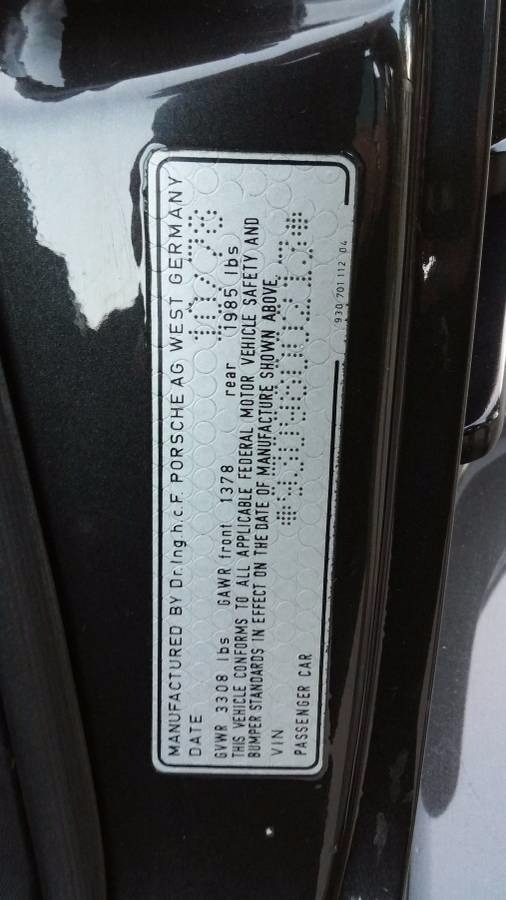 MANUFACTURED BY Dr.Ing h.c.F. PORSCHE AG WEST GERMANY
DATE 10/78
GVWR 3308 lbs GAWR front 1378 rear 1985 lbs
THIS VEHICLE CONFORMS TO ALL APPLICABLE FEDERAL MOTOR VEHICLE SAFETY AND
BUMPER STANDARDS IN EFFECT ON THE DATE OF MANUFACTURE SHOWN ABOVE
VIN *9309800213*
PASSENGER CAR
930 701 112 04